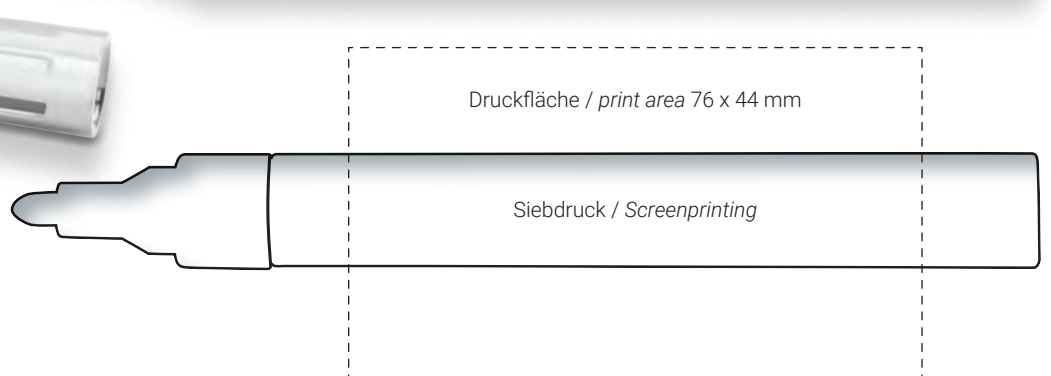 Druckfläche / print area 76 x 44 mm
Siebdruck / Screenprinting